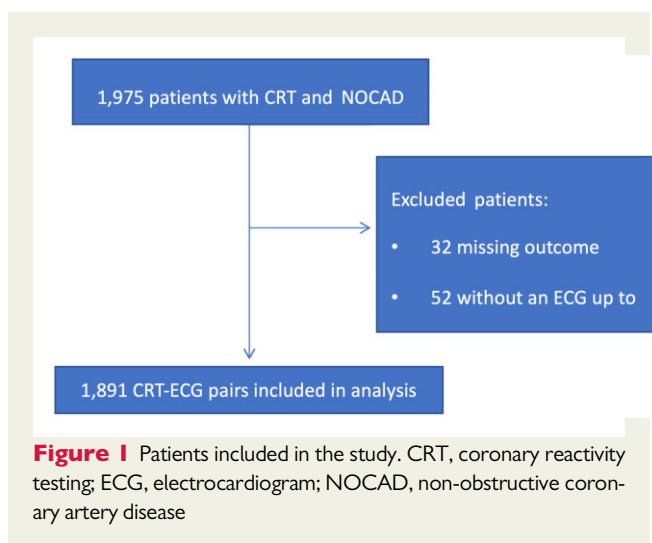 1,975 patients with CRT and NOCAD
Excluded patients:
• 32 missing outcome
• 52 without an ECG up to
1,891 CRT-ECG pairs included in analysis
Figure 1 Patients included in the study. CRT, coronary reactivity
testing; ECG, electrocardiogram; NOCAD, non-obstructive coron-
ary artery disease